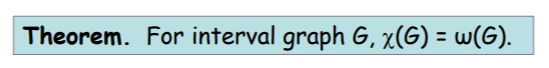 Theorem. For interval graph G, χ(G) = ω(G).